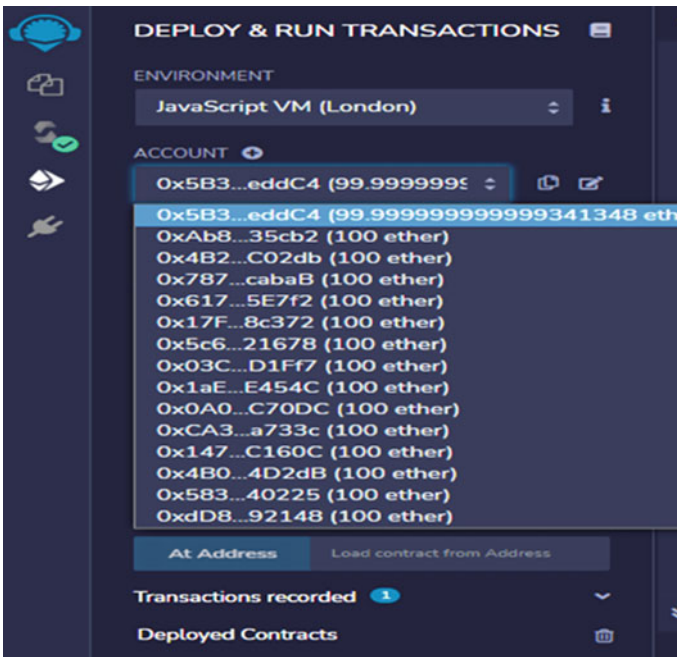 DEPLOY & RUN TRANSACTIONS
ENVIRONMENT
JavaScript VM (London)
i
ACCOUNT
0x5B3...eddC4 (99.9999999
0x5B3...eddC4 (99.999999999999341348 eth
0xAb8...35cb2 (100 ether)
0x4B2...C02db (100 ether)
0x787...cabaB (100 ether)
0x617...5E7f2 (100 ether)
0x17F...8c372 (100 ether)
0x5c6...21678 (100 ether)
0x03C...D1Ff7 (100 ether)
0x1aE...E454C (100 ether)
0x0A0...C70DC (100 ether)
0xCA3...a733c (100 ether)
0x147...C160C (100 ether)
0x4B0...4D2dB (100 ether)
0x583...40225 (100 ether)
0xdD8...92148 (100 ether)
At Address Load contract from Address
Transactions recorded 1
Deployed Contracts